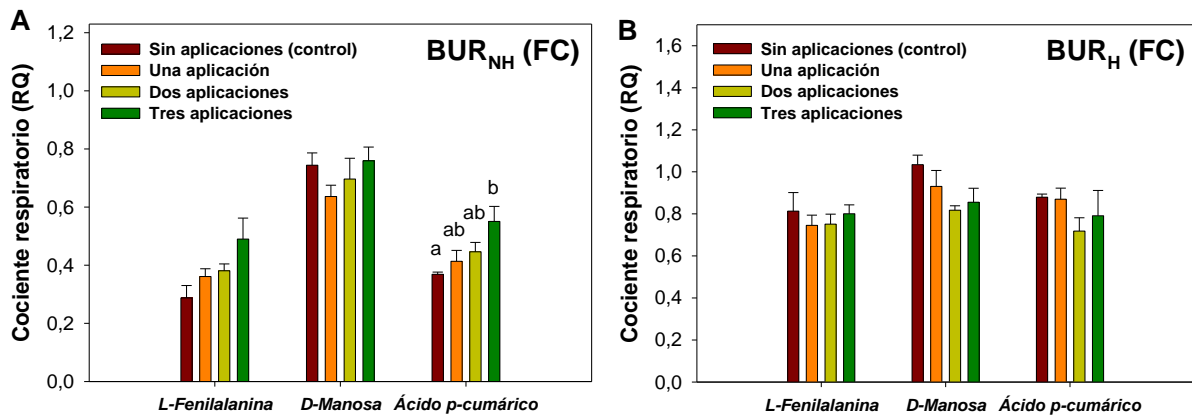 A
BUR_NH (FC)
Sin aplicaciones (control)
Una aplicación
Dos aplicaciones
Tres aplicaciones
Cociente respiratorio (RQ)
1,2
1,0
0,8
0,6
0,4
0,2
0,0
a
ab
ab
b
L-Fenilalanina
D-Manosa
Ácido p-cumárico
B
BUR_H (FC)
Sin aplicaciones (control)
Una aplicación
Dos aplicaciones
Tres aplicaciones
Cociente respiratorio (RQ)
1,6
1,4
1,2
1,0
0,8
0,6
0,4
0,2
0,0
L-Fenilalanina
D-Manosa
Ácido p-cumárico